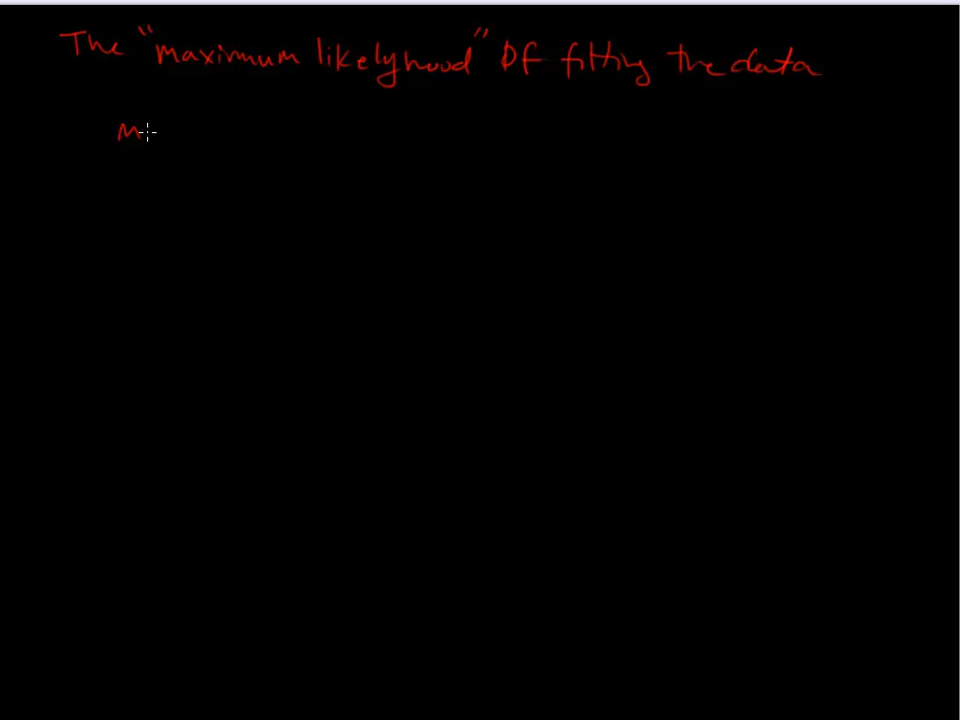 The "maximum likelyhood" Of fitting the data
M